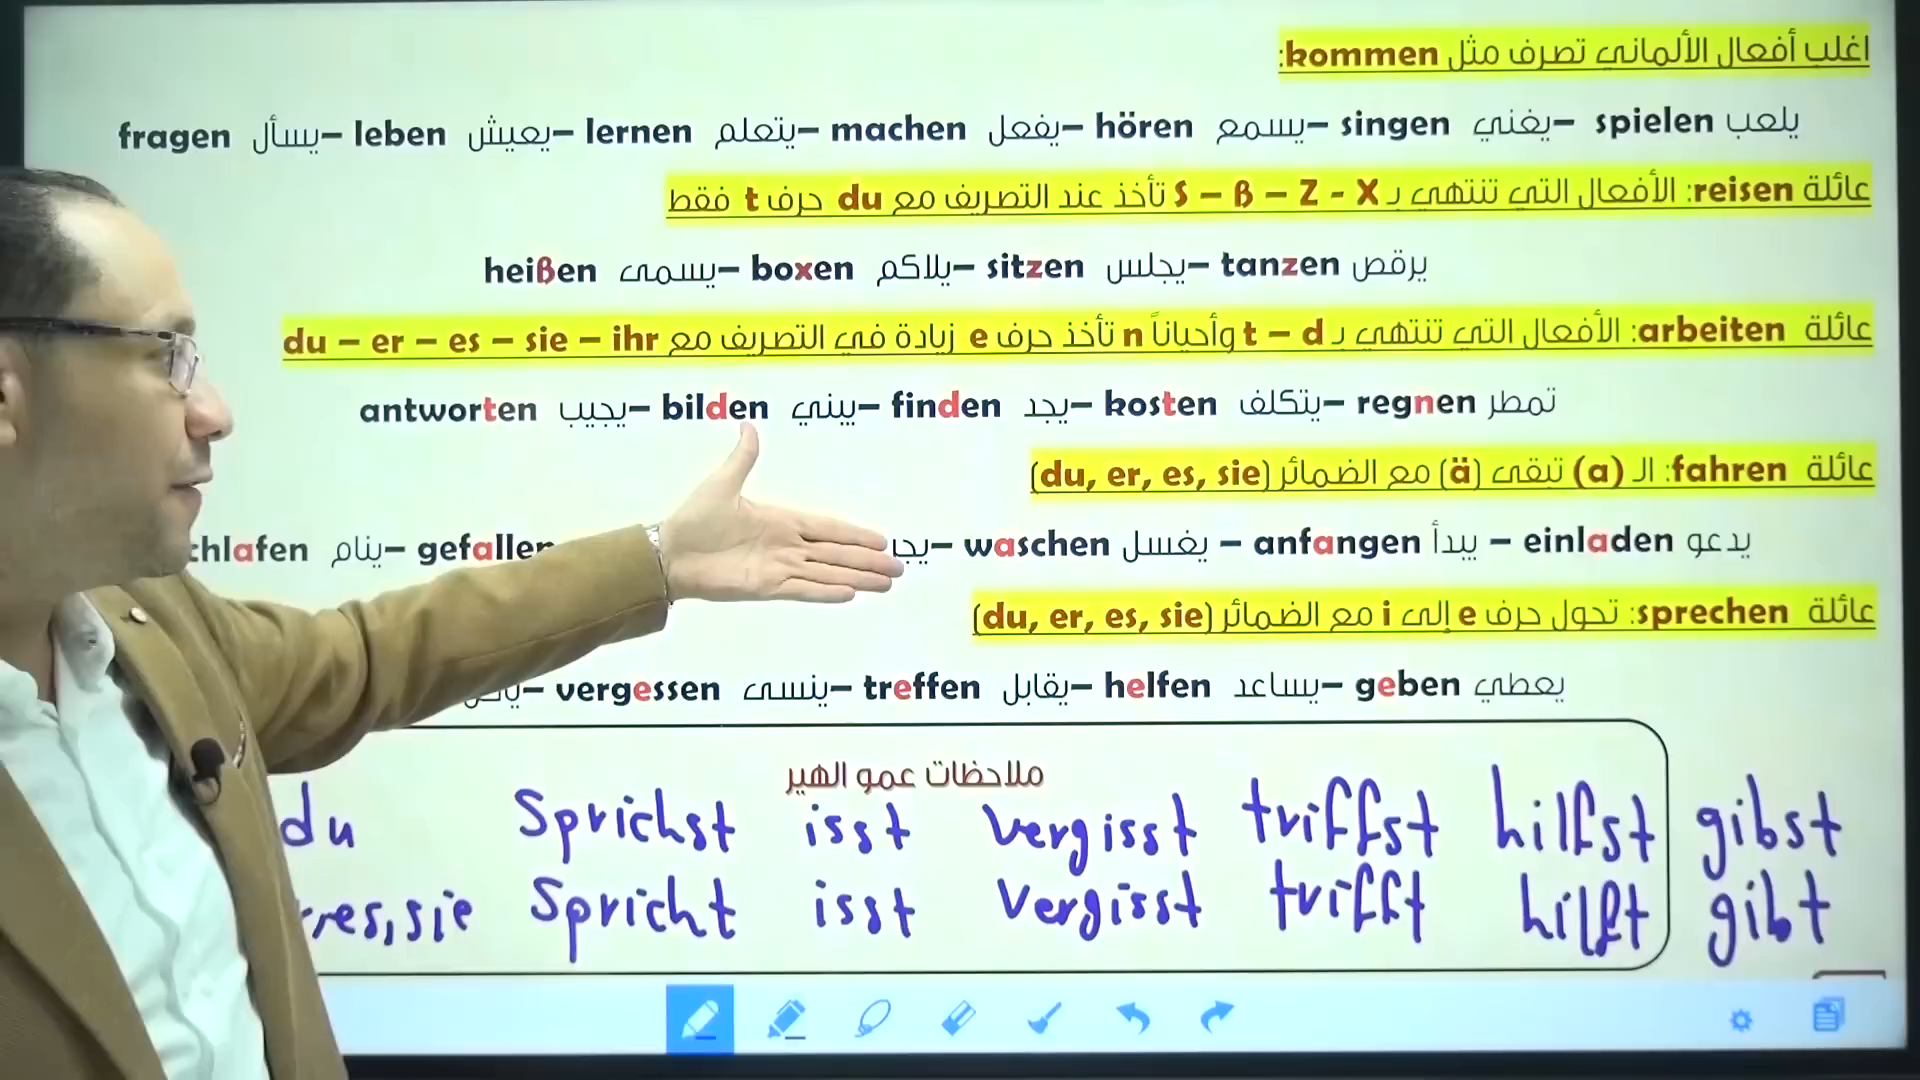 اغلب أفعال الألماني تصرف مثل kommen:
يلعب spielen – يغني singen – يسمع hören – يفعل machen – يتعلم lernen – يعيش leben – يسأل fragen
عائلة reisen: الأفعال التي تنتهي بـ S – ß – Z - X تأخذ عند التصريف مع du حرف t فقط
يرقص tanzen – يجلس sitzen – يلاكم boxen – يسمى heißen
عائلة arbeiten: الأفعال التي تنتهي بـ t – d وأحياناً n تأخذ حرف e زيادة في التصريف مع du – er – es – sie – ihr
تمطر regnen – يتكلف kosten – يجد finden – يبني bilden – يجيب antworten
عائلة fahren: الـ (a) تبقى (ä) مع الضمائر (du, er, es, sie)
يدعو einladen – يبدأ anfangen – يغسل waschen – gefallen – ينام chlafen
عائلة sprechen: تحول حرف e إلى i مع الضمائر (du, er, es, sie)
يعطي geben – يساعد helfen – يقابل treffen – ينسى vergessen –
ملاحظات عمو الهير
du Sprichst isst vergisst triffst hilfst gibst
es, sie Spricht isst vergisst trifft hilft gibt